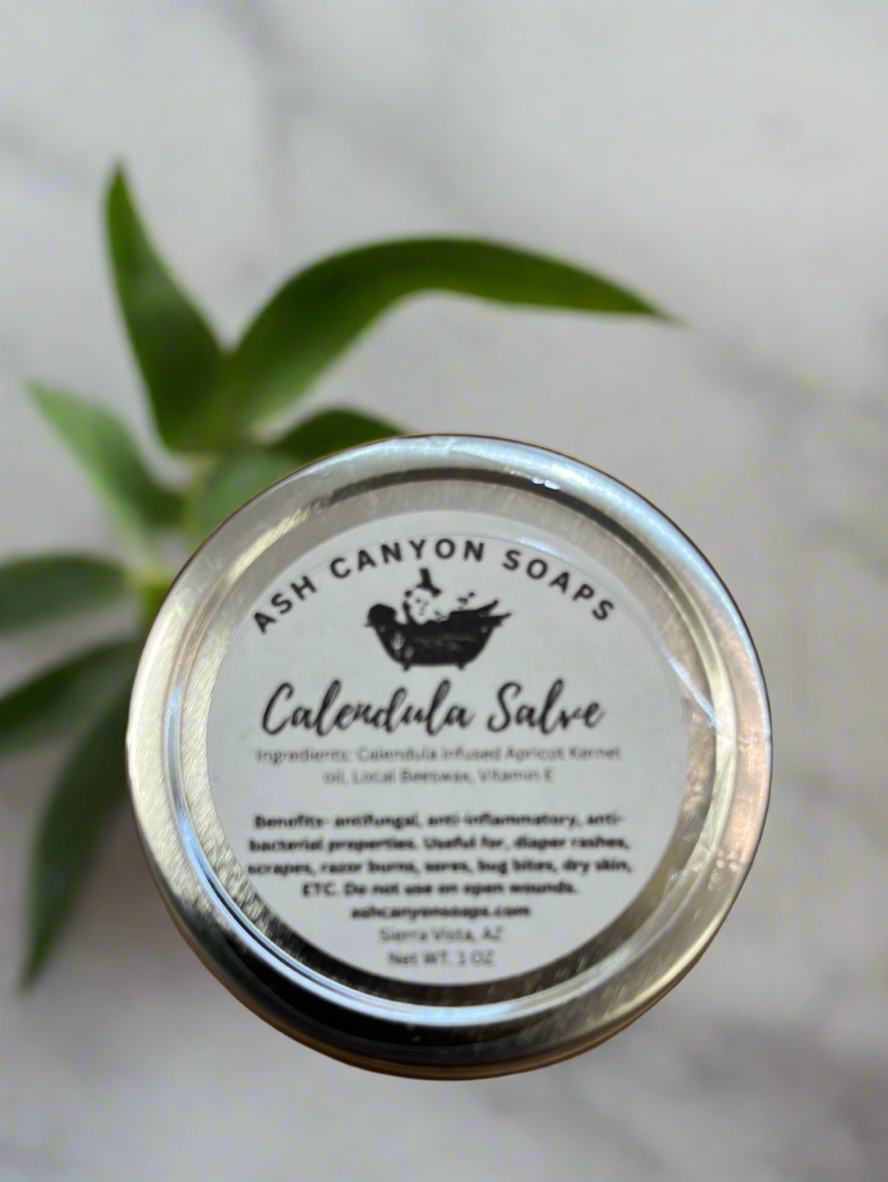 ASH CANYON SOAPS
Calendula Salve
Ingredients: Calendula Infused Apricot Kernel
oil, Local Beeswax, Vitamin E
Benefits- antifungal, anti-inflammatory, anti-
bacterial properties. Useful for, diaper rashes,
scrapes, razor burns, sores, bug bites, dry skin,
ETC. Do not use on open wounds.
ashcanyonsoaps.com
Sierra Vista, AZ
Net WT. 1 OZ